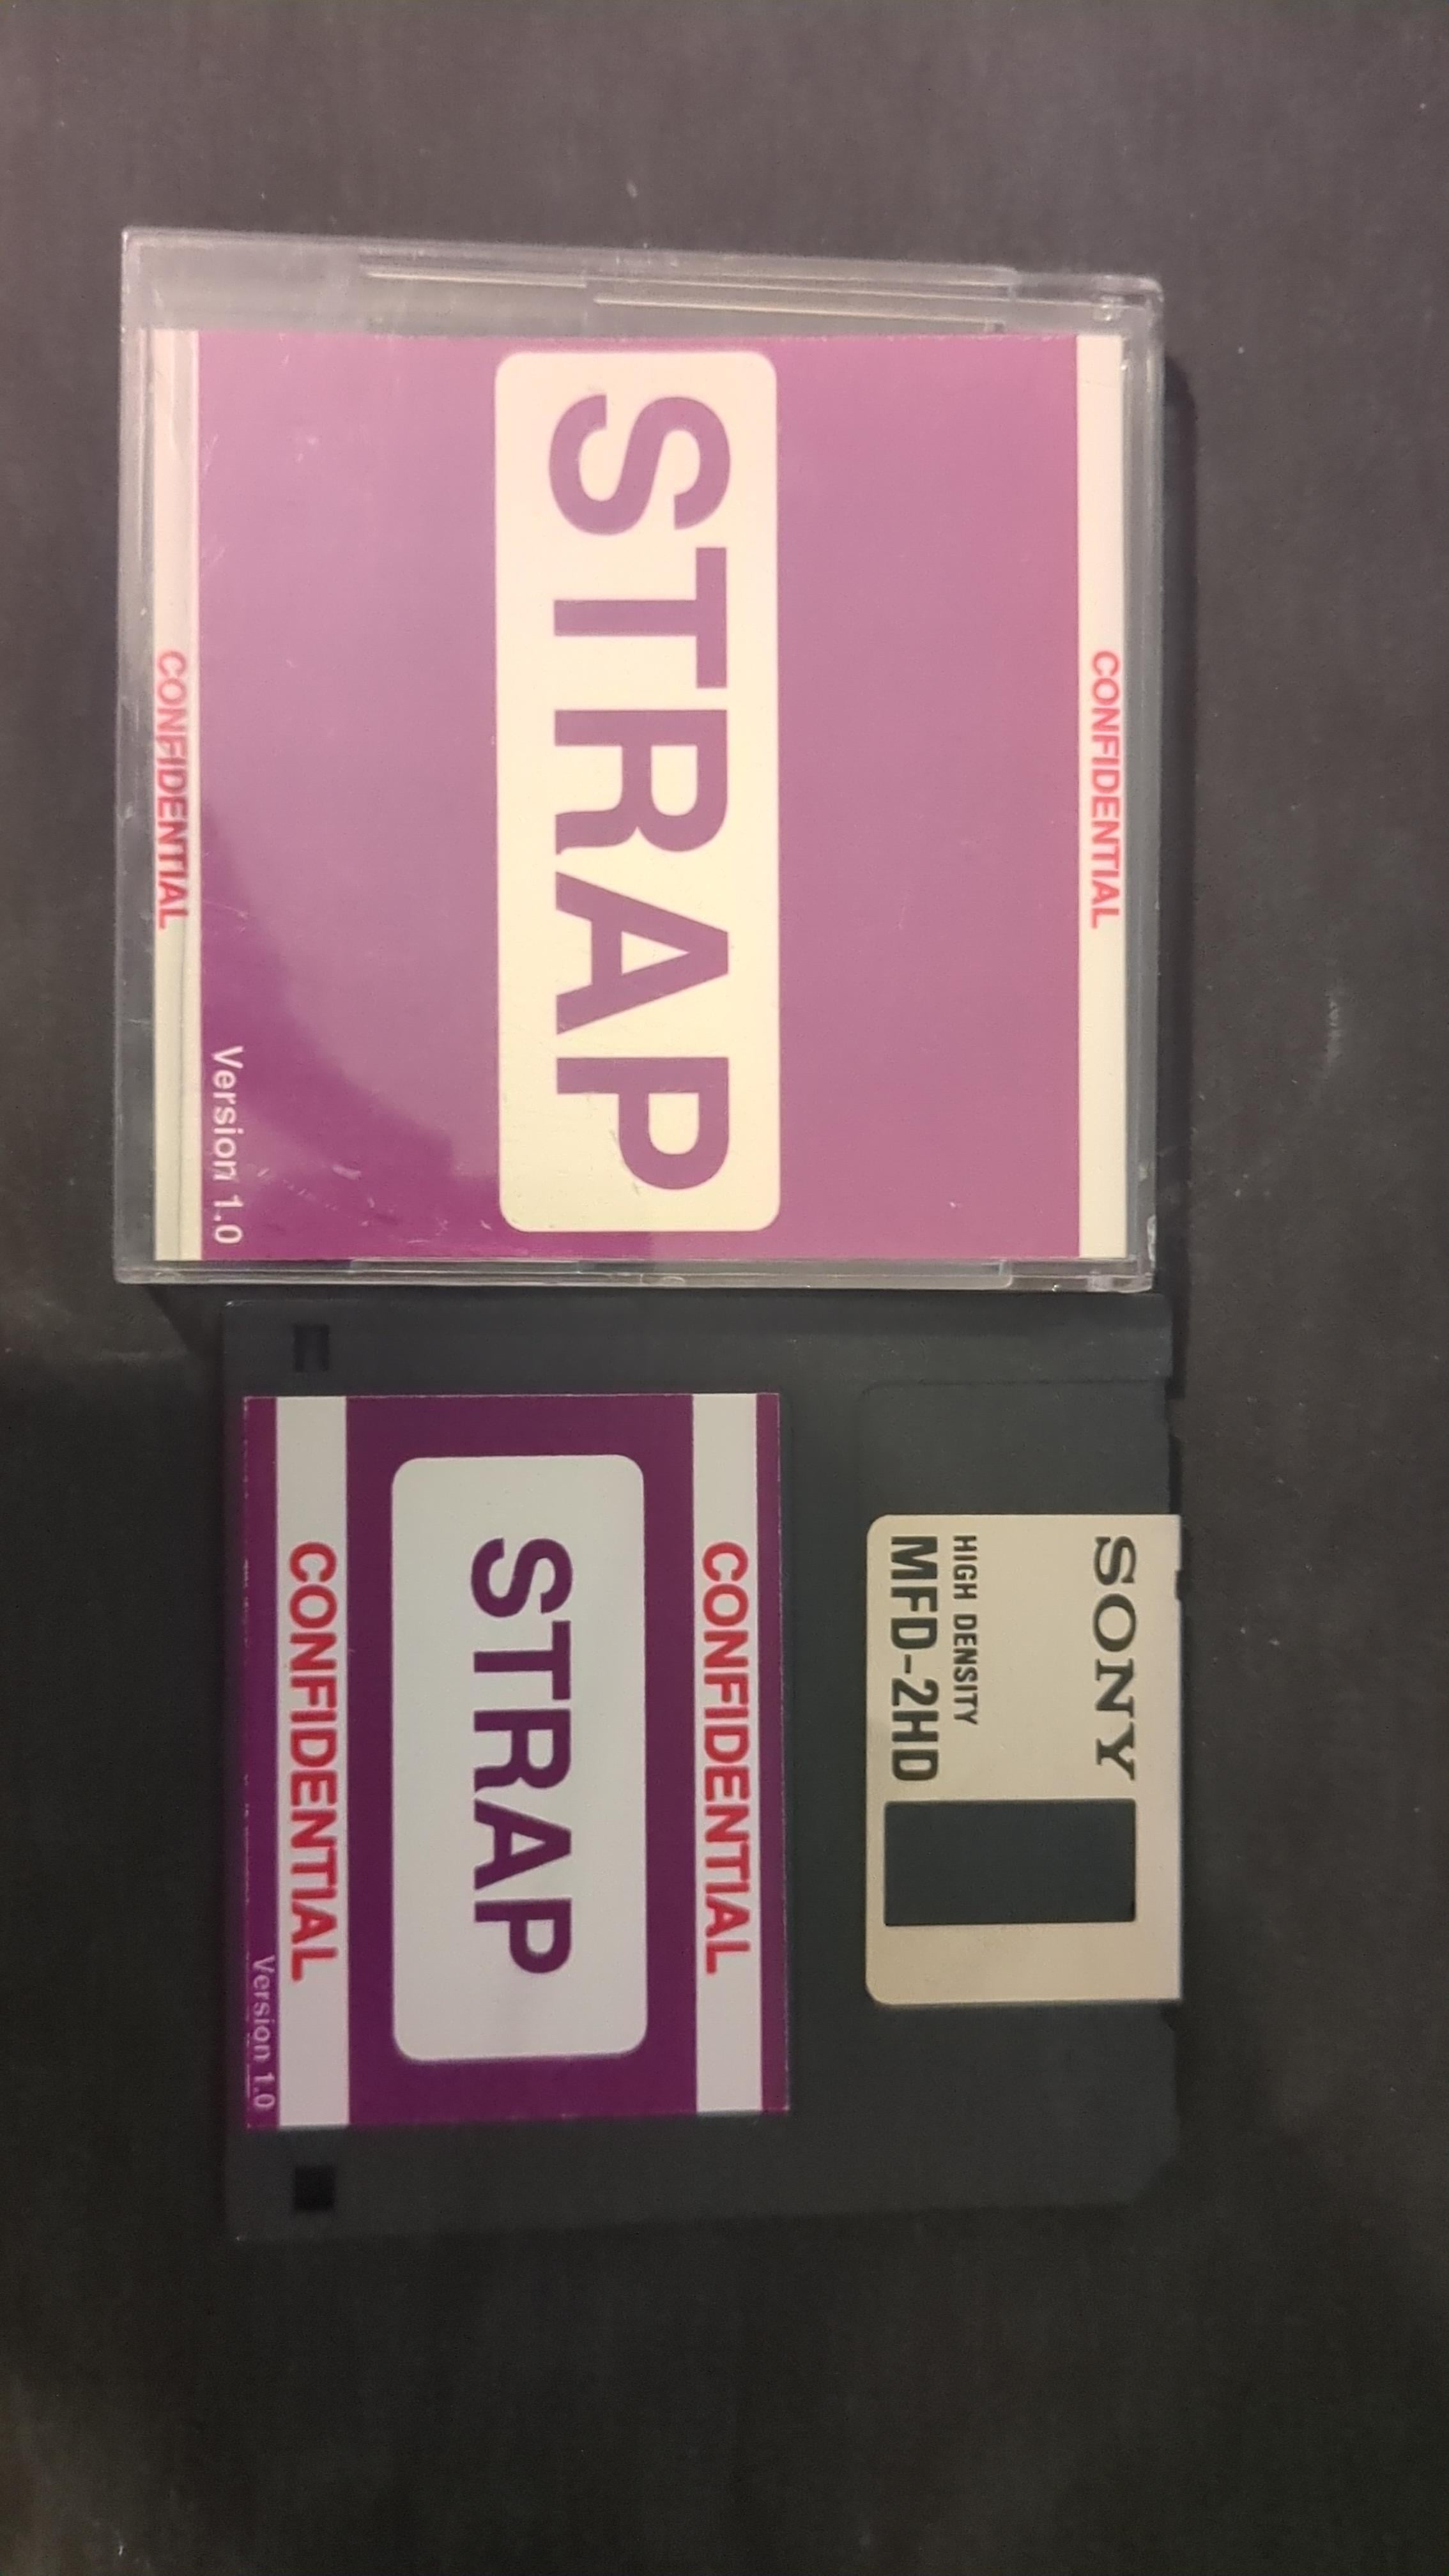 CONFIDENTIAL
STRAP
Version 1.0
CONFIDENTIAL
SONY
HIGH DENSITY
MFD-2HD
CONFIDENTIAL
STRAP
CONFIDENTIAL
Version 1.0